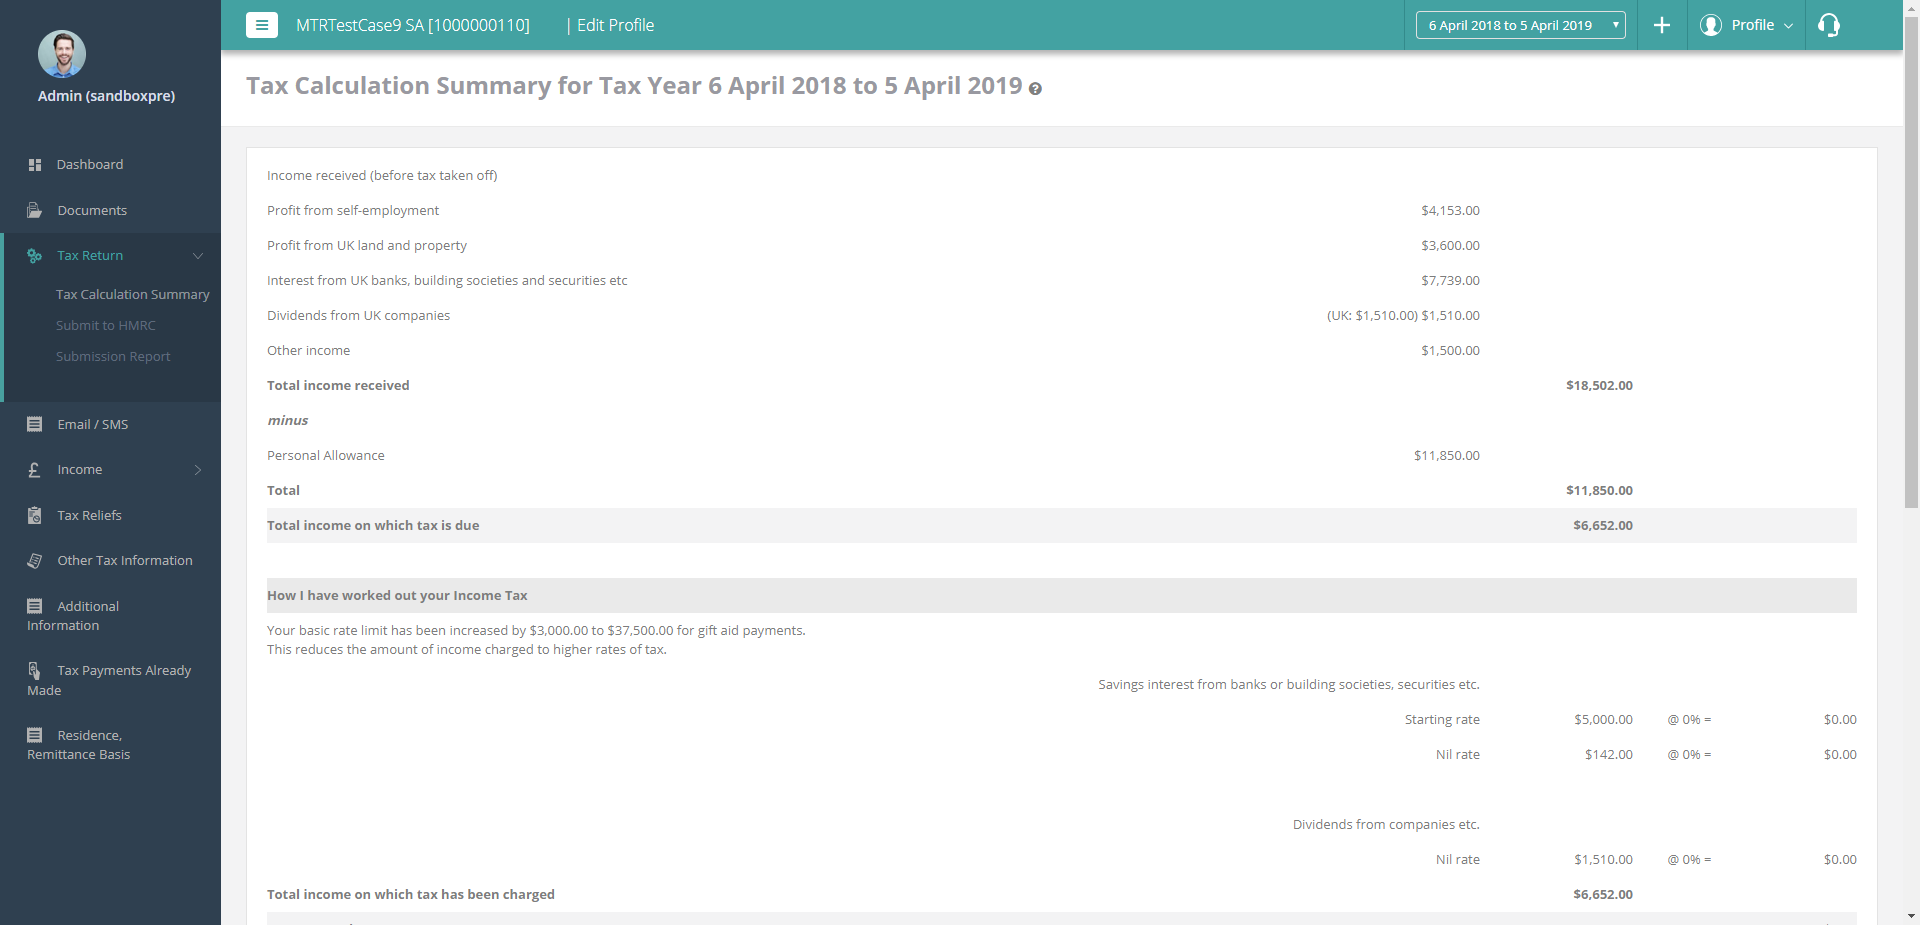 MTRTestCase9 SA [1000000110] | Edit Profile
6 April 2018 to 5 April 2019
Profile
Admin (sandboxpre)
Dashboard
Documents
Tax Return
Tax Calculation Summary
Submit to HMRC
Submission Report
Email / SMS
Income
Tax Reliefs
Other Tax Information
Additional
Information
Tax Payments Already
Made
Residence,
Remittance Basis
Tax Calculation Summary for Tax Year 6 April 2018 to 5 April 2019
Income received (before tax taken off)
Profit from self-employment $4,153.00
Profit from UK land and property $3,600.00
Interest from UK banks, building societies and securities etc $7,739.00
Dividends from UK companies (UK: $1,510.00) $1,510.00
Other income $1,500.00
Total income received $18,502.00
minus
Personal Allowance $11,850.00
Total $11,850.00
Total income on which tax is due $6,652.00
How I have worked out your Income Tax
Your basic rate limit has been increased by $3,000.00 to $37,500.00 for gift aid payments.
This reduces the amount of income charged to higher rates of tax.
Savings interest from banks or building societies, securities etc.
Starting rate $5,000.00 @ 0% = $0.00
Nil rate $142.00 @ 0% = $0.00
Dividends from companies etc.
Nil rate $1,510.00 @ 0% = $0.00
Total income on which tax has been charged $6,652.00